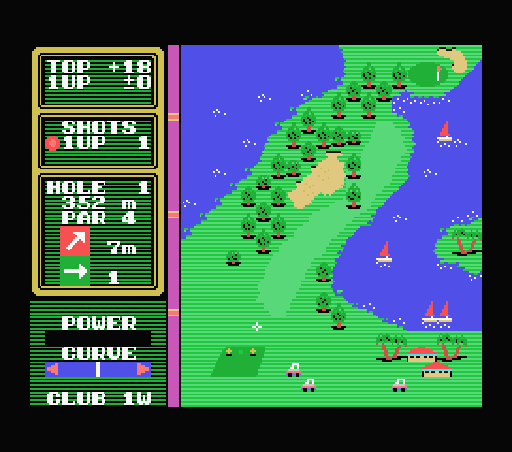 TOP +18
1UP ±0
SHOTS
1UP 1
HOLE 1
352 m
PAR 4
7m
1
POWER
CURVE
CLUB 1W